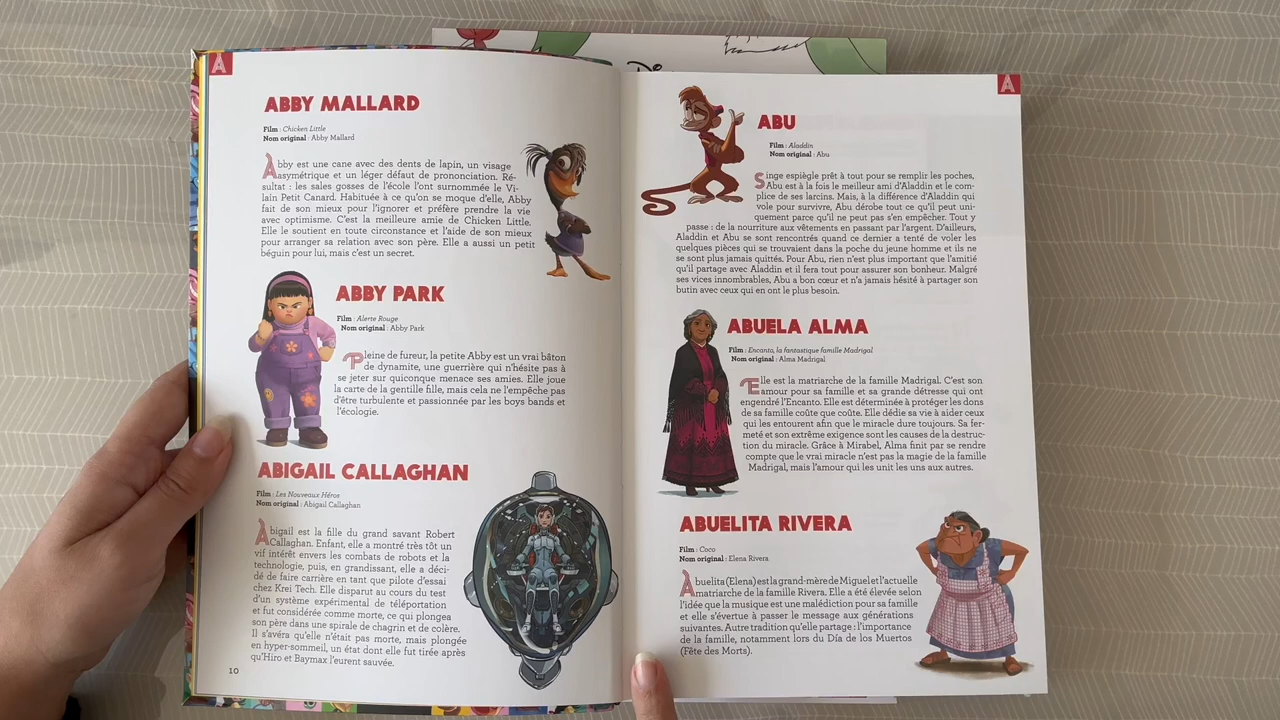 A
ABBY MALLARD
Film : Chicken Little
Nom original : Abby Mallard
Abby est une cane avec des dents de lapin, un visage
asymétrique et un léger défaut de prononciation. Ré-
sultat : les sales gosses de l'école l'ont surnommée le Vi-
lain Petit Canard. Habituée à ce qu'on se moque d'elle, Abby
fait de son mieux pour l'ignorer et préfère prendre la vie
avec optimisme. C'est la meilleure amie de Chicken Little.
Elle le soutient en toute circonstance et l'aide de son mieux
pour arranger sa relation avec son père. Elle a aussi un petit
béguin pour lui, mais c'est un secret.
ABBY PARK
Film : Alerte Rouge
Nom original : Abby Park
Pleine de fureur, la petite Abby est un vrai bâton
de dynamite, une guerrière qui n'hésite pas à
se jeter sur quiconque menace ses amies. Elle joue
la carte de la gentille fille, mais cela ne l'empêche pas
d'être turbulente et passionnée par les boys bands et
l'écologie.
ABIGAIL CALLAGHAN
Film : Les Nouveaux Héros
Nom original : Abigail Callaghan
Abigail est la fille du grand savant Robert
Callaghan. Enfant, elle a montré très tôt un
vif intérêt envers les combats de robots et la
technologie, puis, en grandissant, elle a déci-
dé de faire carrière en tant que pilote d'essai
chez Krei Tech. Elle disparut au cours du test
d'un système expérimental de téléportation
et fut considérée comme morte, ce qui plongea
son père dans une spirale de chagrin et de colère.
Il s'avéra qu'elle n'était pas morte, mais plongée
en hyper-sommeil, un état dont elle fut tirée après
qu'Hiro et Baymax l'eurent sauvée.
10
A
ABU
Film : Aladdin
Nom original : Abu
Singe espiègle prêt à tout pour se remplir les poches,
Abu est à la fois le meilleur ami d'Aladdin et le com-
plice de ses larcins. Mais, à la différence d'Aladdin qui
vole pour survivre, Abu dérobe tout ce qu'il peut uni-
quement parce qu'il ne peut pas s'en empêcher. Tout y
passe : de la nourriture aux vêtements en passant par l'argent. D'ailleurs,
Aladdin et Abu se sont rencontrés quand ce dernier a tenté de voler les
quelques pièces qui se trouvaient dans la poche du jeune homme et ils ne
se sont plus jamais quittés. Pour Abu, rien n'est plus important que l'amitié
qu'il partage avec Aladdin et il fera tout pour assurer son bonheur. Malgré
ses vices innombrables, Abu a bon cœur et n'a jamais hésité à partager son
butin avec ceux qui en ont le plus besoin.
ABUELA ALMA
Film : Encanto, la fantastique famille Madrigal
Nom original : Alma Madrigal
Elle est la matriarche de la famille Madrigal. C'est son
amour pour sa famille et sa grande détresse qui ont
engendré l'Encanto. Elle est déterminée à protéger les dons
de sa famille coûte que coûte. Elle dédie sa vie à aider ceux
qui les entourent afin que le miracle dure toujours. Sa fer-
meté et son extrême exigence sont les causes de la destruc-
tion du miracle. Grâce à Mirabel, Alma finit par se rendre
compte que le vrai miracle n'est pas la magie de la famille
Madrigal, mais l'amour qui les unit les uns aux autres.
ABUELITA RIVERA
Film : Coco
Nom original : Elena Rivera
Abuelita (Elena) est la grand-mère de Miguel et l'actuelle
matriarche de la famille Rivera. Elle a été élevée selon
l'idée que la musique est une malédiction pour sa famille
et elle s'évertue à passer le message aux générations
suivantes. Autre tradition qu'elle partage : l'importance
de la famille, notamment lors du Día de los Muertos
(Fête des Morts).